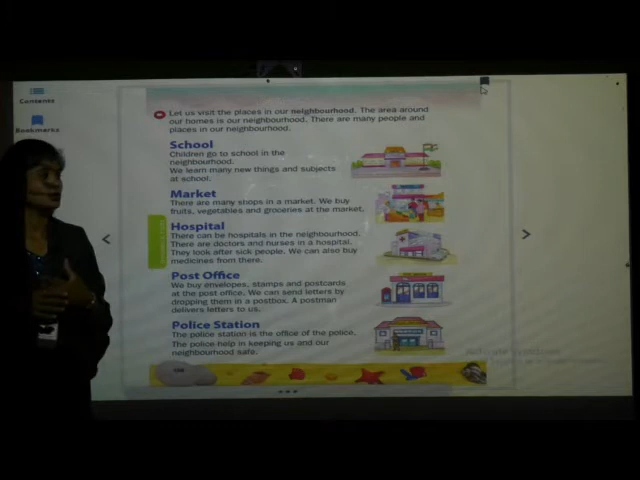 Contents
Bookmarks
Let us visit the places in our neighbourhood. The area around
our homes is our neighbourhood. There are many people and
places in our neighbourhood.
School
Children go to school in the
neighbourhood.
We learn many new things and subjects
at school.
Market
There are many shops in a market. We buy
fruits, vegetables and groceries at the market.
Hospital
There can be hospitals in the neighbourhood.
There are doctors and nurses in a hospital.
They look after sick people. We can also buy
medicines from there.
Post Office
We buy envelopes, stamps and postcards
at the post office. We can send letters by
dropping them in a postbox. A postman
delivers letters to us.
Police Station
The police station is the office of the police.
The police help in keeping us and our
neighbourhood safe.
Activate Windows